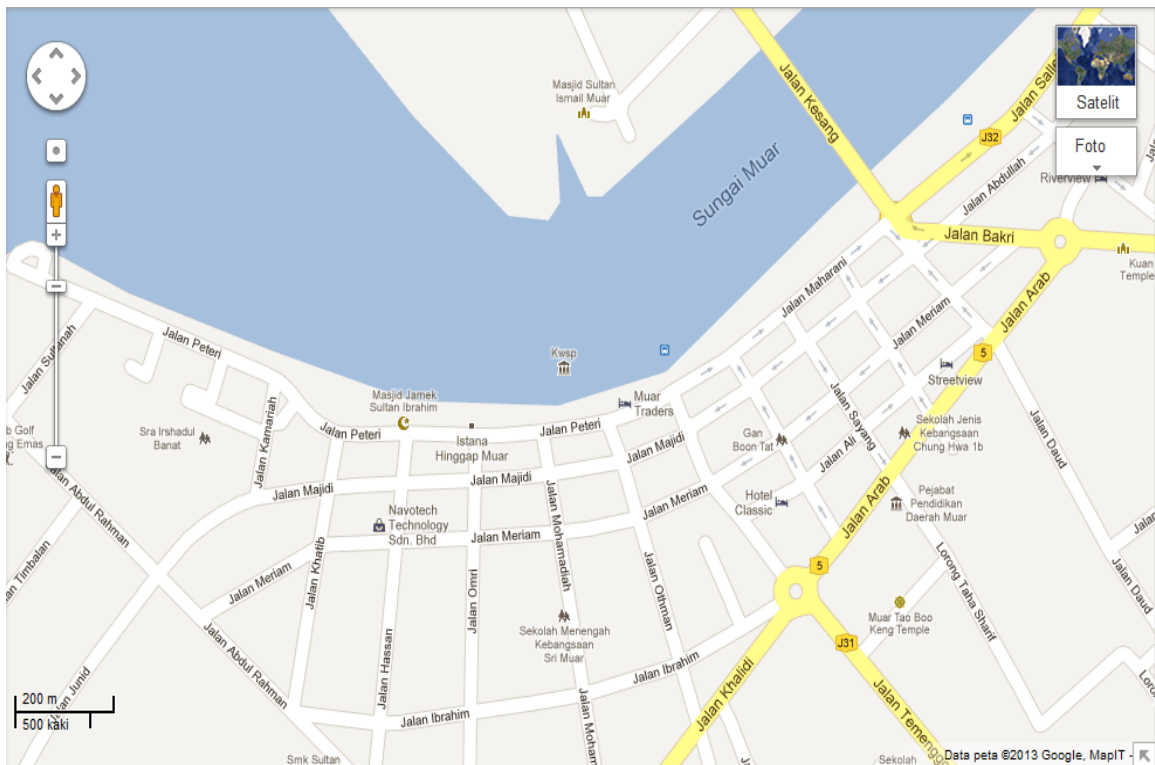 Masjid Sultan
Ismail Muar
Jalan Kesang
J32
Satelit
Foto
Sungai Muar
Jalan Abdullah
Riverview
Jalan Bakri
Kuan
Temple
Jalan Maharani
Jalan Arab
Jalan Meriam
5
Streetview
Jalan Peteri
Jalan Sultanah
Kwsp
Masjid Jamek
Sultan Ibrahim
Muar
Traders
Sra Irshadul
Banat
Jalan Kamariah
Jalan Peteri
Istana
Hinggap Muar
Jalan Peteri
Jalan Majidi
Gan
Boon Tat
Jalan Sayang
Sekolah Jenis
Kebangsaan
Chung Hwa 1b
Jalan Ali
Jalan Daud
Golf
Emas
Jalan Majidi
Jalan Majidi
Jalan Abdul Rahman
Navotech
Technology
Sdn. Bhd
Jalan Meriam
Jalan Meriam
Hotel
Classic
Jalan Arab
Pejabat
Pendidikan
Daerah Muar
Jalan Khatib
Jalan Mohamadiah
Jalan Meriam
Timbalan
Jalan Omri
Jalan Othman
5
Lorong Taha Sharif
Jalan Daud
Muar Tao Boo
Keng Temple
Jalan Hassan
Sekolah Menengah
Kebangsaan
Sri Muar
Jalan Ibrahim
J31
Jalan Abdul Rahman
Jalan Khalidi
Jalan Junid
200 m
500 kaki
Jalan Ibrahim
Smk Sultan
Sekolah
Data peta ©2013 Google, MapIT -